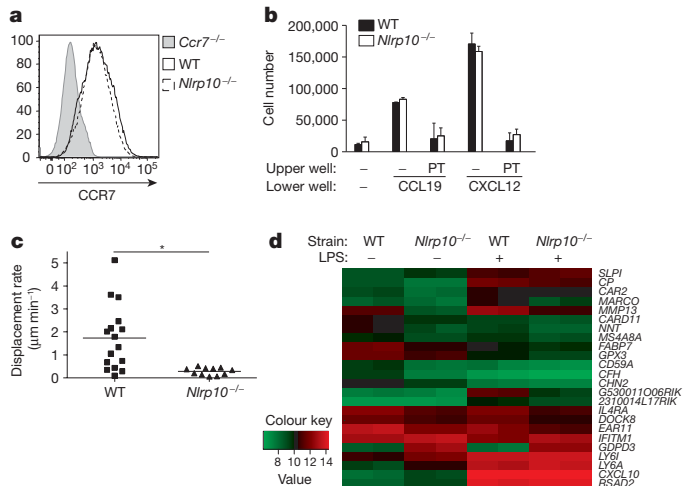 a
100
80
60
40
20
0
0 10² 10³ 10⁴ 10⁵
CCR7
Ccr7⁻/⁻
WT
Nlrp10⁻/⁻
b
WT
Nlrp10⁻/⁻
Cell number
200,000
150,000
100,000
50,000
0
Upper well: – – PT – PT
Lower well: – CCL19 CXCL12
c
*
Displacement rate
(µm min⁻¹)
5
4
3
2
1
0
WT Nlrp10⁻/⁻
d
Strain: WT Nlrp10⁻/⁻ WT Nlrp10⁻/⁻
LPS: – – + +
SLPI
CP
CAR2
MARCO
MMP13
CARD11
NNT
MS4A8A
FABP7
GPX3
CD59A
CFH
CHN2
G530011O06RIK
2310014L17RIK
IL4RA
DOCK8
EAR11
IFITM1
GDPD3
LY6I
LY6A
CXCL10
RSAD2
Colour key
8 10 12 14
Value